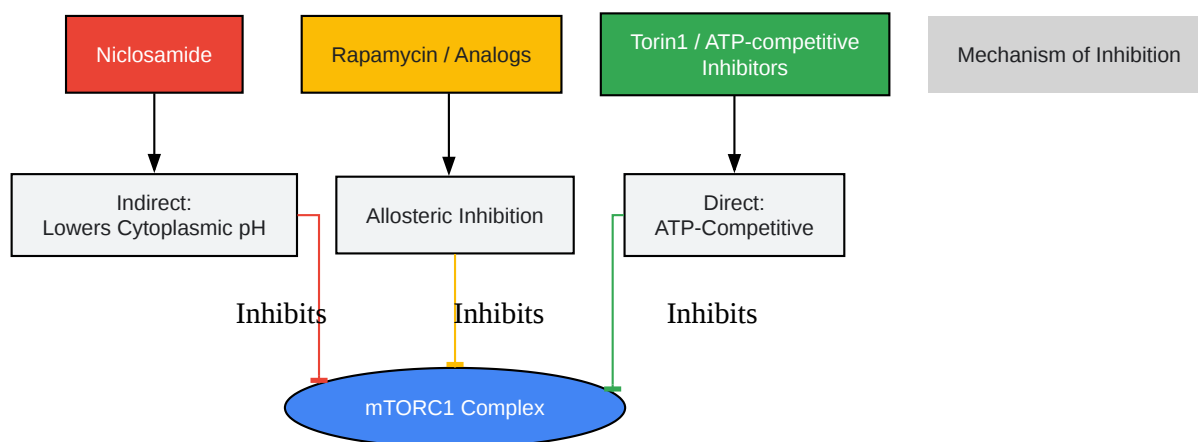 Niclosamide
Rapamycin / Analogs
Torin1 / ATP-competitive
Inhibitors
Mechanism of Inhibition
Indirect:
Lowers Cytoplasmic pH
Allosteric Inhibition
Direct:
ATP-Competitive
Inhibits
Inhibits
Inhibits
mTORC1 Complex